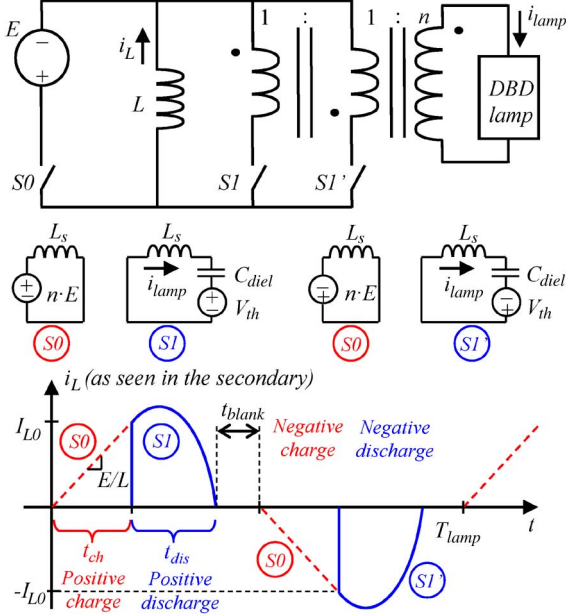 1 : 1 : n
E
i_L
i_lamp
L
DBD
lamp
S0
S1
S1'
L_s
n·E
S0
L_s
i_lamp
C_diel
V_th
S1
L_s
n·E
S0
L_s
i_lamp
C_diel
V_th
S1'
i_L (as seen in the secondary)
I_L0
S0
S1
E/L
t_blank
Negative
charge
Negative
discharge
t_ch
Positive
charge
t_dis
Positive
discharge
S0
S1'
T_lamp
t
-I_L0